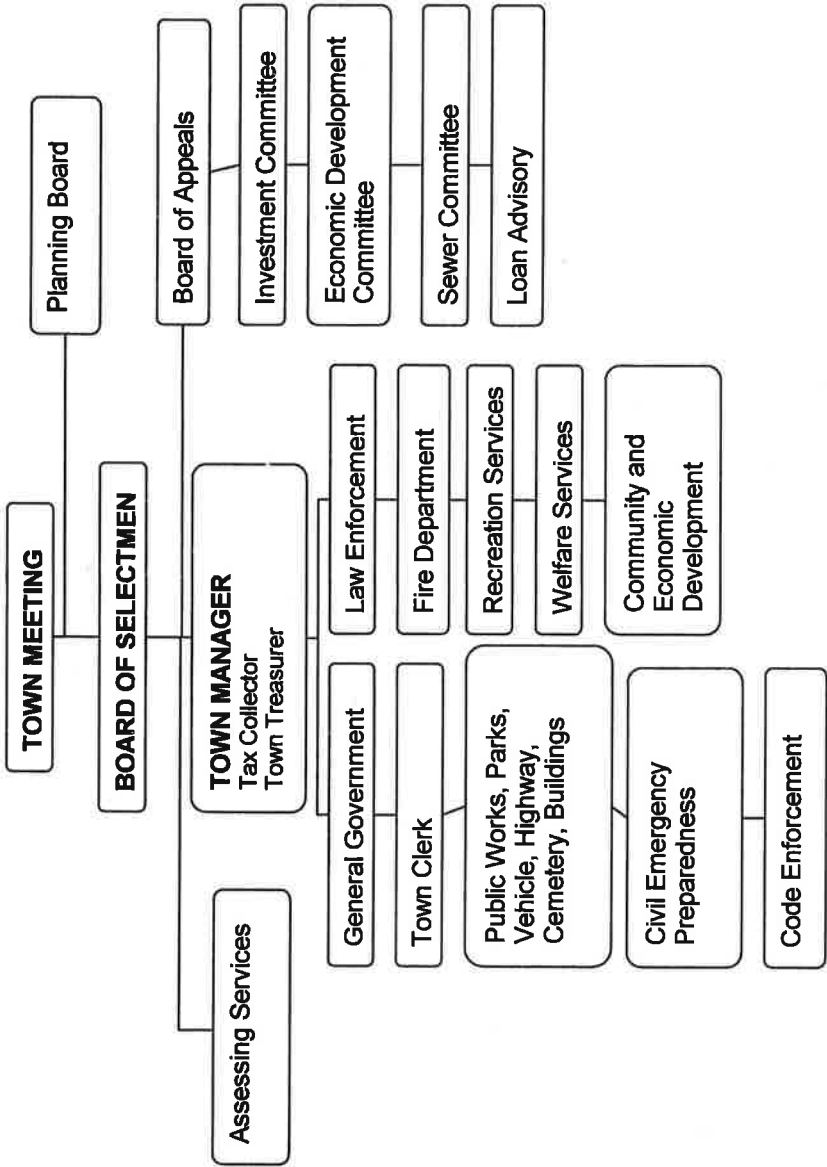 TOWN MEETING
Planning Board
BOARD OF SELECTMEN
Assessing Services
TOWN MANAGER
Tax Collector
Town Treasurer
Board of Appeals
Investment Committee
Economic Development
Committee
Sewer Committee
Loan Advisory
General Government
Town Clerk
Public Works, Parks,
Vehicle, Highway,
Cemetery, Buildings
Civil Emergency
Preparedness
Code Enforcement
Law Enforcement
Fire Department
Recreation Services
Welfare Services
Community and
Economic
Development